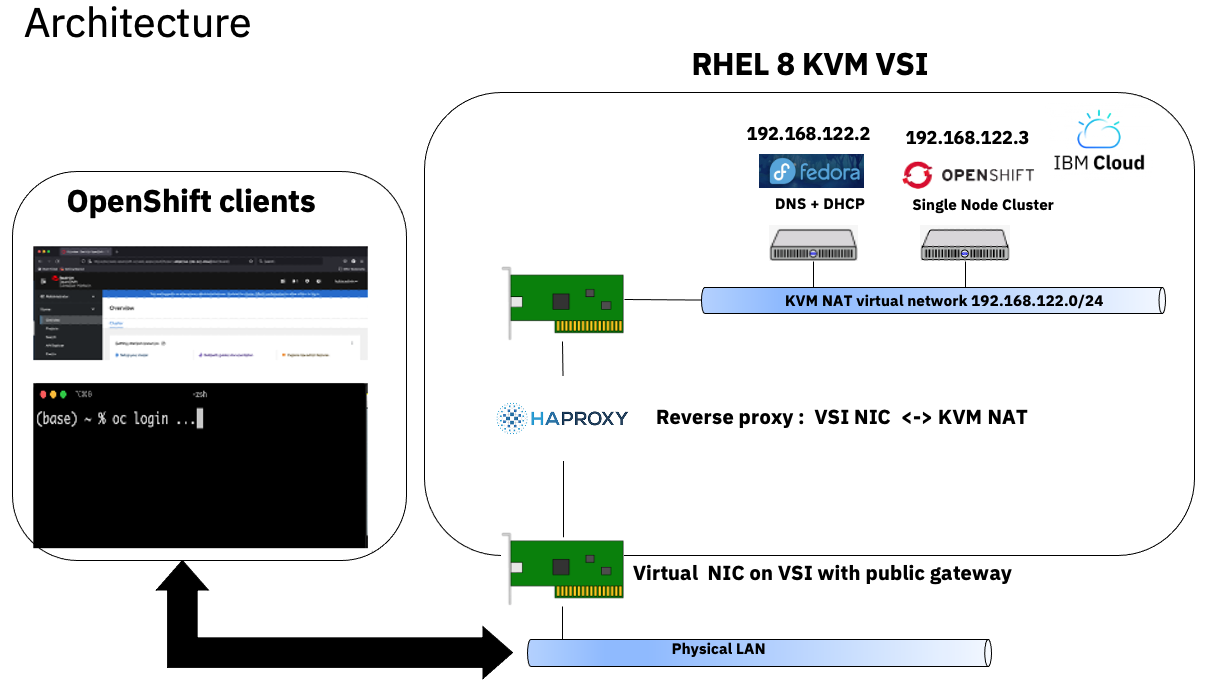 Architecture
RHEL 8 KVM VSI
192.168.122.2
192.168.122.3
fedora
OPENSHIFT
IBM Cloud
DNS + DHCP
Single Node Cluster
OpenShift clients
Overview
KVM NAT virtual network 192.168.122.0/24
-zsh
(base) ~ % oc login ...
HAPROXY
Reverse proxy : VSI NIC <-> KVM NAT
Virtual NIC on VSI with public gateway
Physical LAN